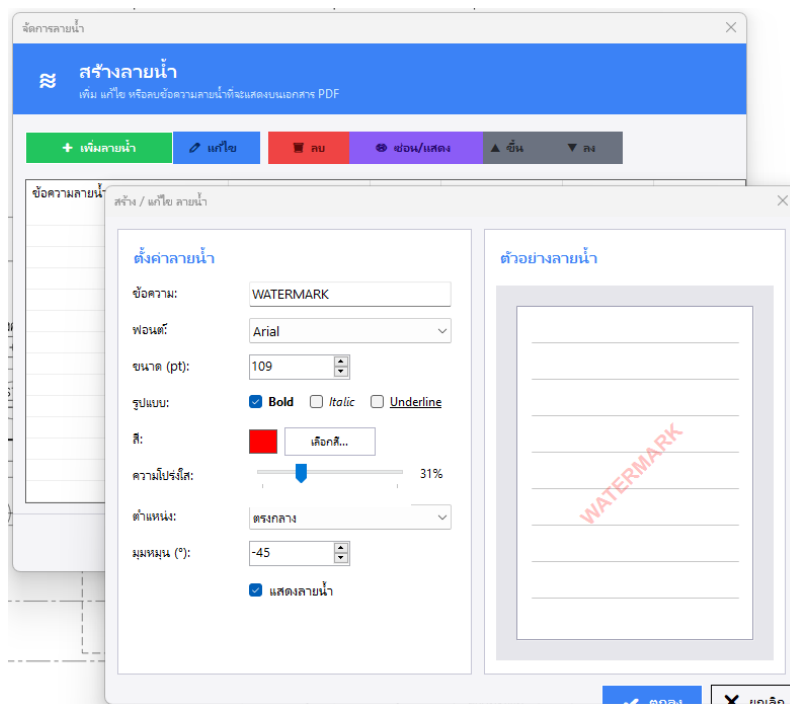 จัดการลายน้ำ
สร้างลายน้ำ
เพิ่ม แก้ไข หรือลบข้อความลายน้ำที่จะแสดงบนเอกสาร PDF
เพิ่มลายน้ำ
แก้ไข
ลบ
ซ่อน/แสดง
▲ ขึ้น
▼ ลง
ข้อความลายน้ำ
สร้าง / แก้ไข ลายน้ำ
ตั้งค่าลายน้ำ
ข้อความ: WATERMARK
ฟอนต์: Arial
ขนาด (pt): 109
รูปแบบ: Bold Italic Underline
สี: เลือกสี...
ความโปร่งใส: 31%
ตำแหน่ง: ตรงกลาง
มุมหมุน (°): -45
แสดงลายน้ำ
ตัวอย่างลายน้ำ
WATERMARK
ตกลง
ยกเลิก